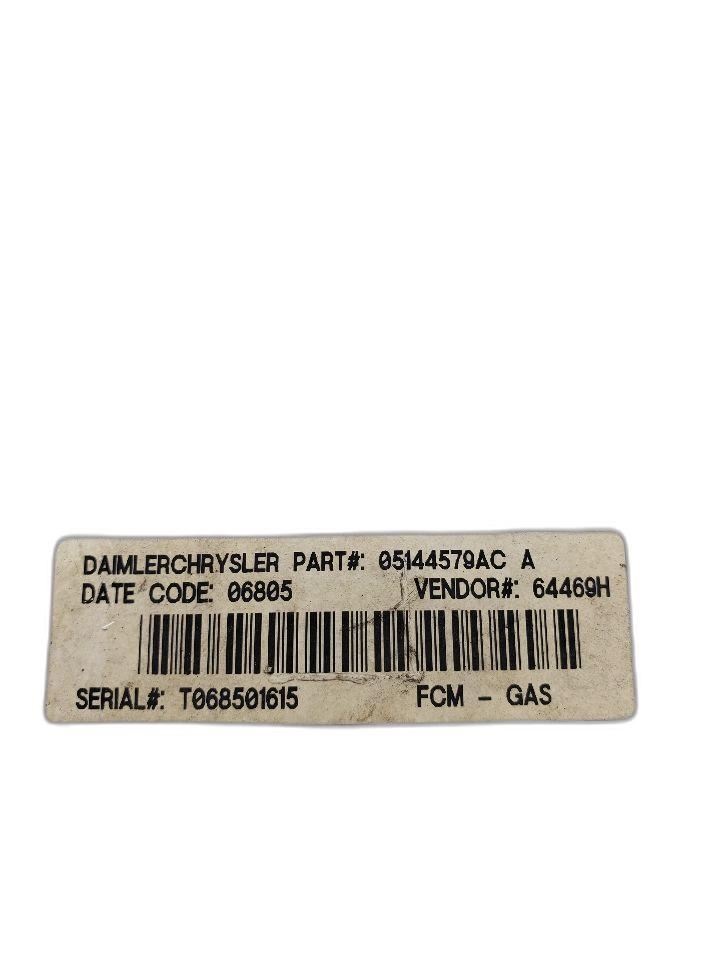 DAIMLERCHRYSLER PART#: 05144579AC A
DATE CODE: 06805 VENDOR#: 64469H
SERIAL#: T068501615 FCM - GAS